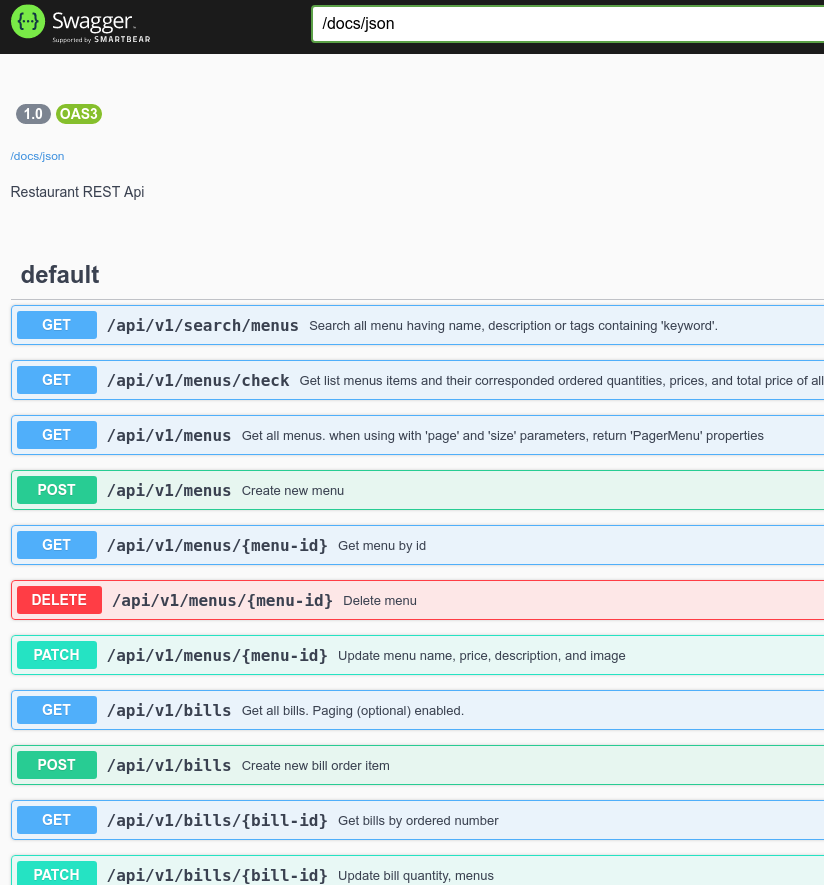 {···} Swagger
Supported by SMARTBEAR
/docs/json
1.0 OAS3
/docs/json
Restaurant REST Api
default
GET /api/v1/search/menus Search all menu having name, description or tags containing 'keyword'.
GET /api/v1/menus/check Get list menus items and their corresponded ordered quantities, prices, and total price of all
GET /api/v1/menus Get all menus. when using with 'page' and 'size' parameters, return 'PagerMenu' properties
POST /api/v1/menus Create new menu
GET /api/v1/menus/{menu-id} Get menu by id
DELETE /api/v1/menus/{menu-id} Delete menu
PATCH /api/v1/menus/{menu-id} Update menu name, price, description, and image
GET /api/v1/bills Get all bills. Paging (optional) enabled.
POST /api/v1/bills Create new bill order item
GET /api/v1/bills/{bill-id} Get bills by ordered number
PATCH /api/v1/bills/{bill-id} Update bill quantity, menus